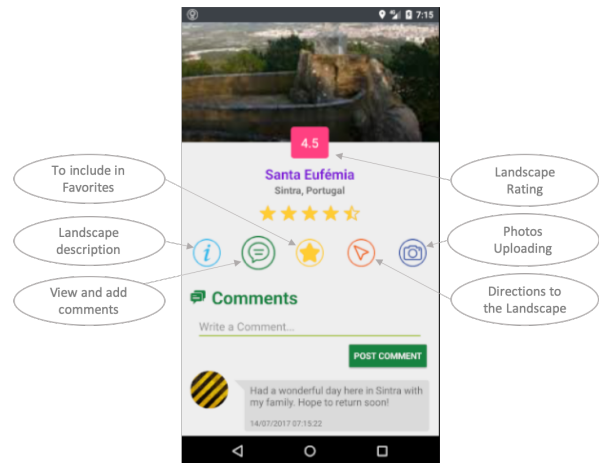 7:15
4.5
Santa Eufémia
Sintra, Portugal
To include in
Favorites
Landscape
description
View and add
comments
Landscape
Rating
Photos
Uploading
Directions to
the Landscape
i
Comments
Write a Comment...
POST COMMENT
Had a wonderful day here in Sintra with
my family. Hope to return soon!
14/07/2017 07:15:22